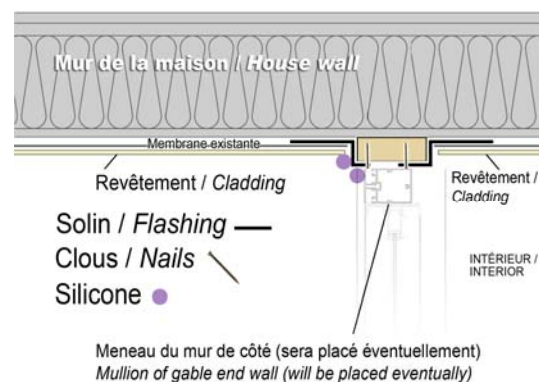 Mur de la maison / House wall
Membrane existante
Revêtement / Cladding
Revêtement /
Cladding
Solin / Flashing
Clous / Nails
Silicone
INTÉRIEUR /
INTERIOR
Meneau du mur de côté (sera placé éventuellement)
Mullion of gable end wall (will be placed eventually)